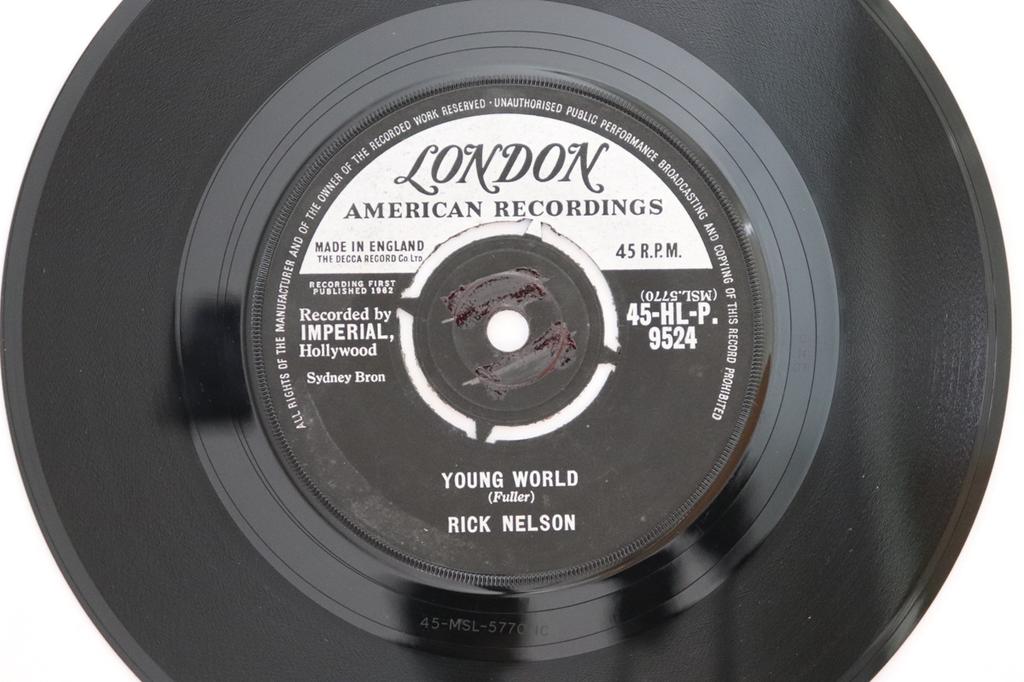 ALL RIGHTS OF THE MANUFACTURER AND OF THE OWNER OF THE RECORDED WORK RESERVED · UNAUTHORISED PUBLIC PERFORMANCE BROADCASTING AND COPYING OF THIS RECORD PROHIBITED
LONDON
AMERICAN RECORDINGS
MADE IN ENGLAND
THE DECCA RECORD Co. Ltd.
45 R.P.M.
RECORDING FIRST
PUBLISHED 1962
Recorded by
IMPERIAL,
Hollywood
Sydney Bron
(MSL.5770)
45-HL-P.
9524
YOUNG WORLD
(Fuller)
RICK NELSON
45-MSL-5770